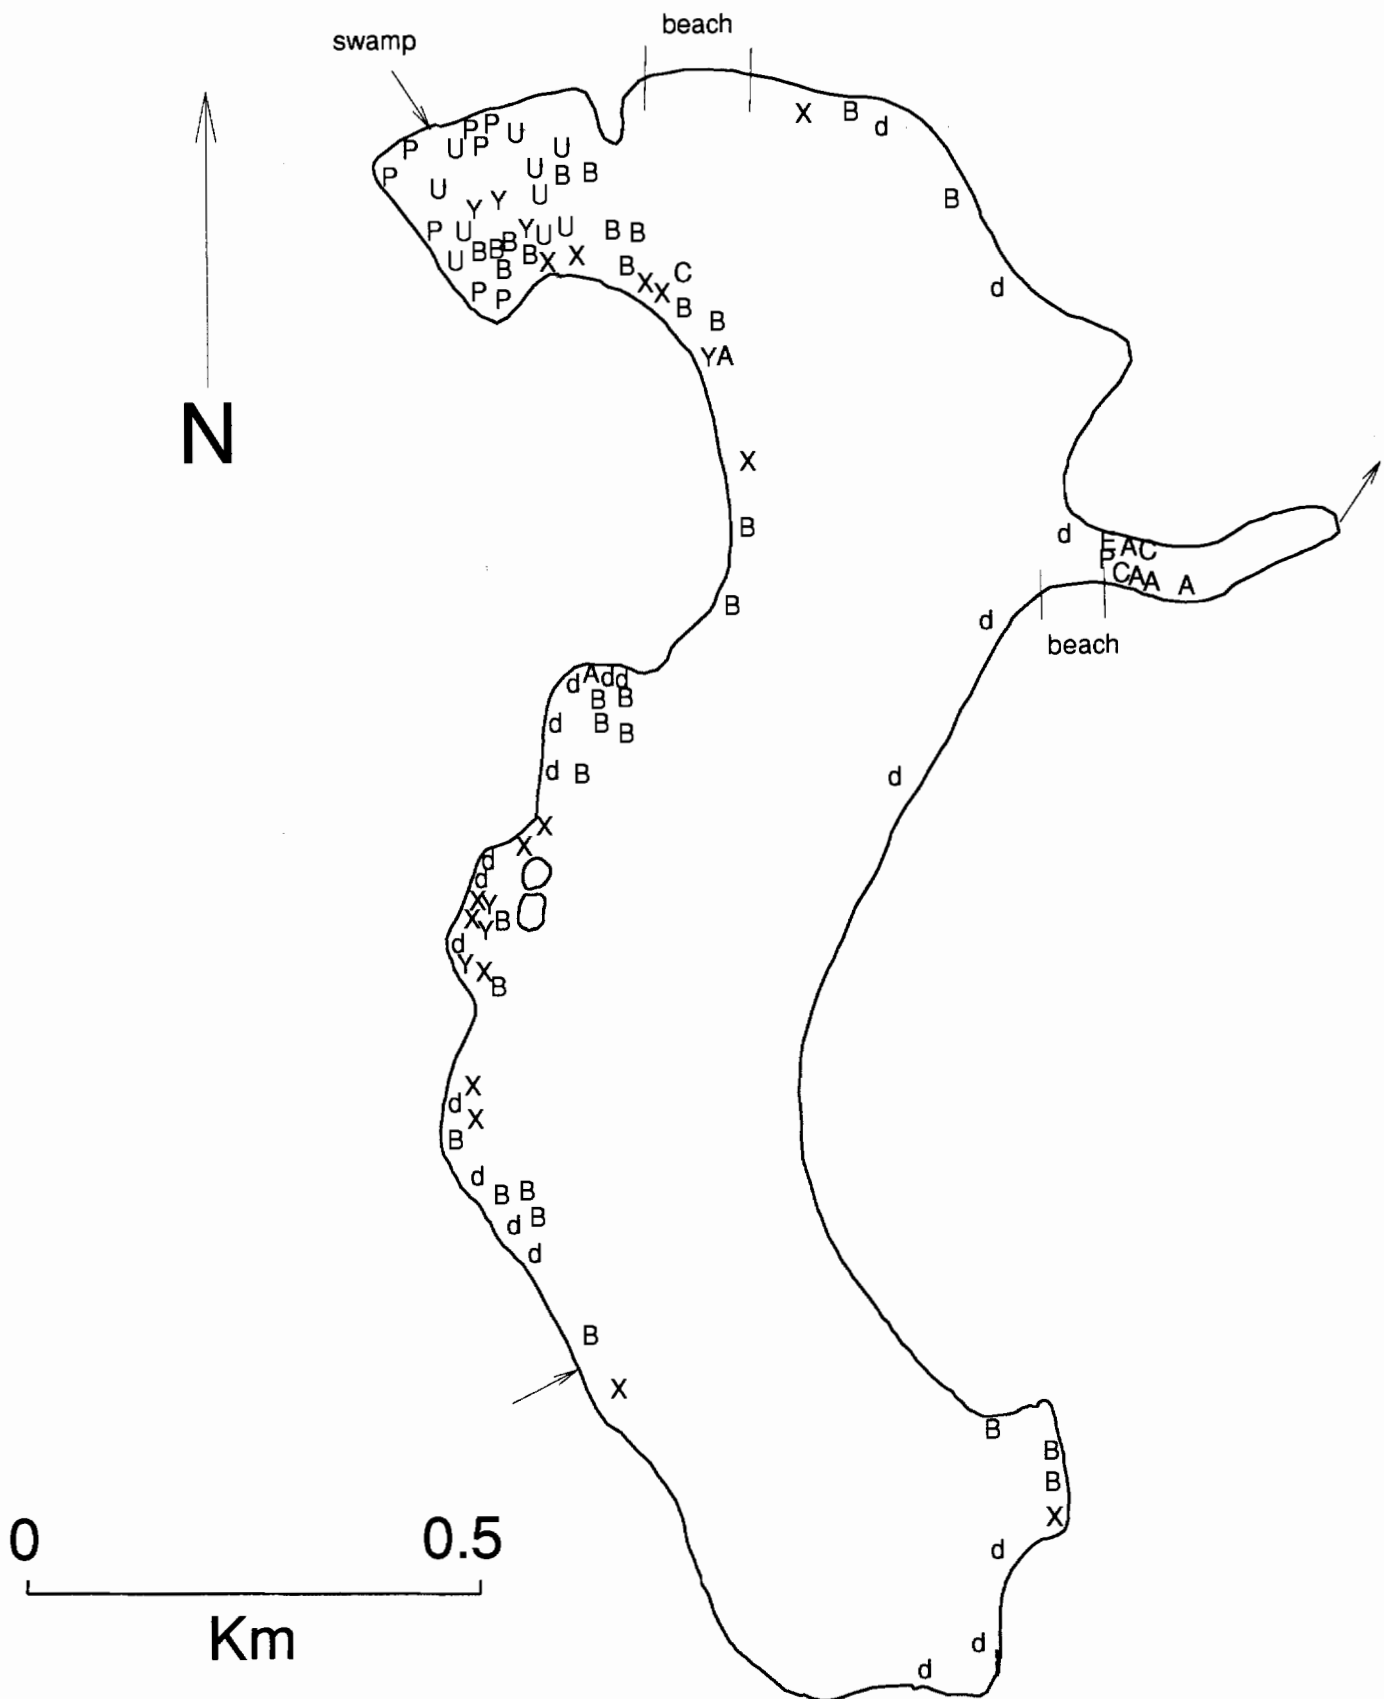 beach
swamp
X B d
P P U
P U P U
U B B
P U U
Y Y B
P U B Y U U B B
U B B B B X X B C
B X X
P P B B
Y A
d
X
B d E A C
P
C A A A
B d
beach
d A d d
B B
d B B
d B d
X
X
d
d
X Y
X Y B
d
Y X B
X
d X
B
d B B
d B
d
B
X
B
B
B
X
d
d
d
N
0 0.5
Km